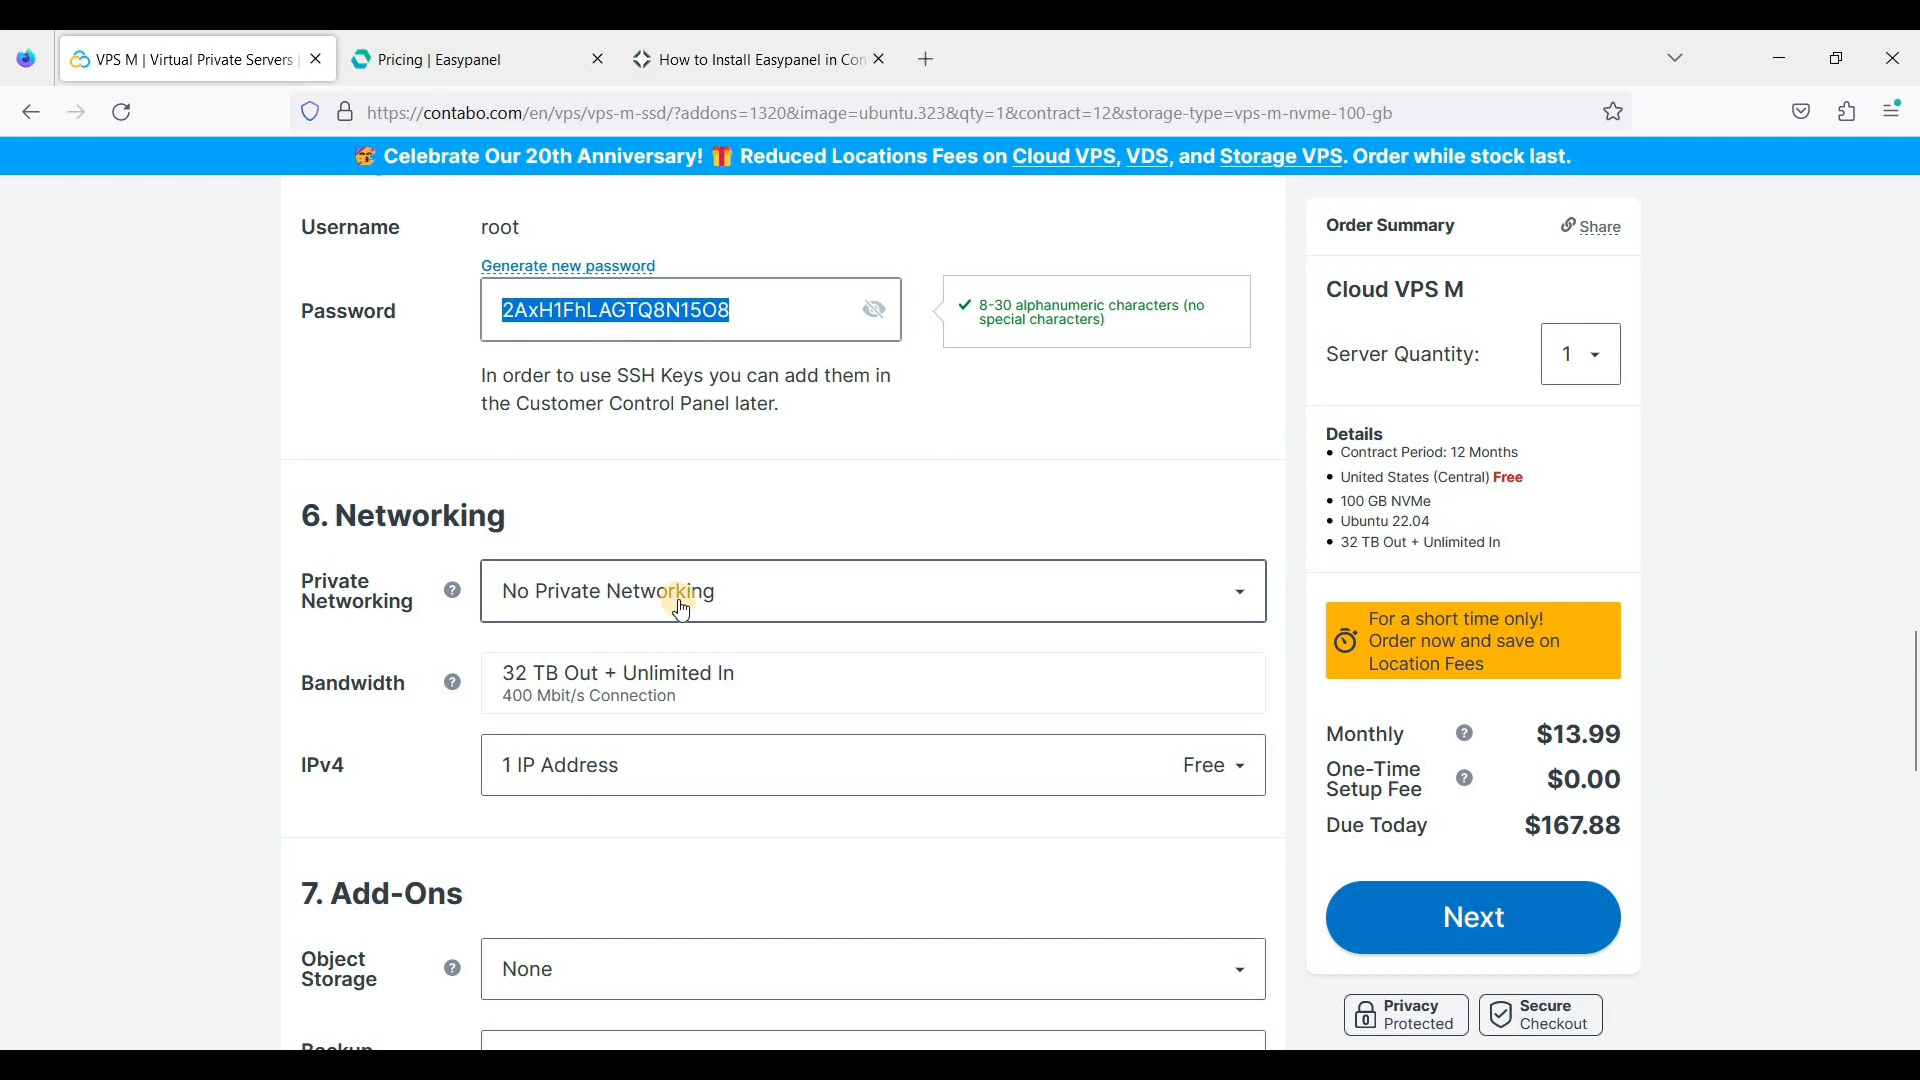 VPS M | Virtual Private Servers |
Pricing | Easypanel
How to Install Easypanel in Con
https://contabo.com/en/vps/vps-m-ssd/?addons=1320&image=ubuntu.323&qty=1&contract=12&storage-type=vps-m-nvme-100-gb
Celebrate Our 20th Anniversary! Reduced Locations Fees on Cloud VPS, VDS, and Storage VPS. Order while stock last.
Username
root
Generate new password
Password
2AxH1FhLAGTQ8N15O8
8-30 alphanumeric characters (no
special characters)
In order to use SSH Keys you can add them in
the Customer Control Panel later.
6. Networking
Private
Networking
?
No Private Networking
Bandwidth
?
32 TB Out + Unlimited In
400 Mbit/s Connection
IPv4
1 IP Address
Free
7. Add-Ons
Object
Storage
?
None
Order Summary
Share
Cloud VPS M
Server Quantity:
1
Details
• Contract Period: 12 Months
• United States (Central) Free
• 100 GB NVMe
• Ubuntu 22.04
• 32 TB Out + Unlimited In
For a short time only!
Order now and save on
Location Fees
Monthly
?
$13.99
One-Time
Setup Fee
?
$0.00
Due Today
$167.88
Next
Privacy
Protected
Secure
Checkout